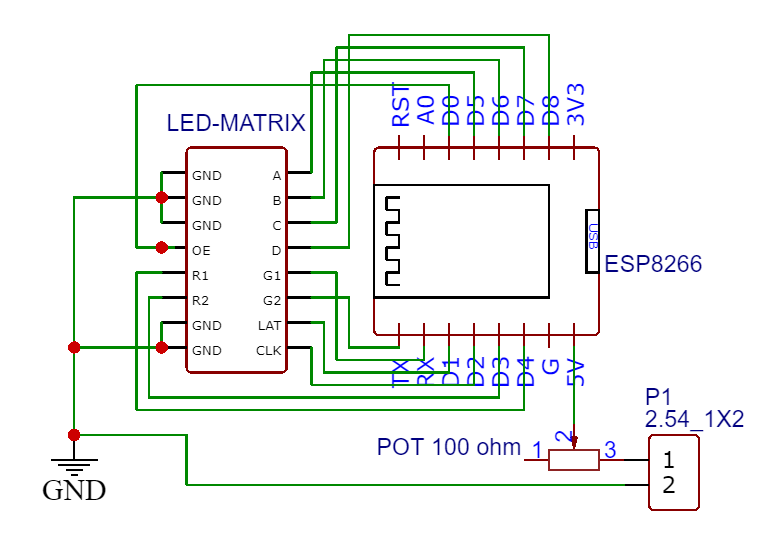 RST
A0
D0
D5
D6
D7
D8
3V3
LED-MATRIX
GND
GND
GND
OE
R1
R2
GND
GND
A
B
C
D
G1
G2
LAT
CLK
USB
ESP8266
TX
RX
D1
D2
D3
D4
G
5V
P1
2.54_1X2
POT 100 ohm
1
2
3
1
2
GND